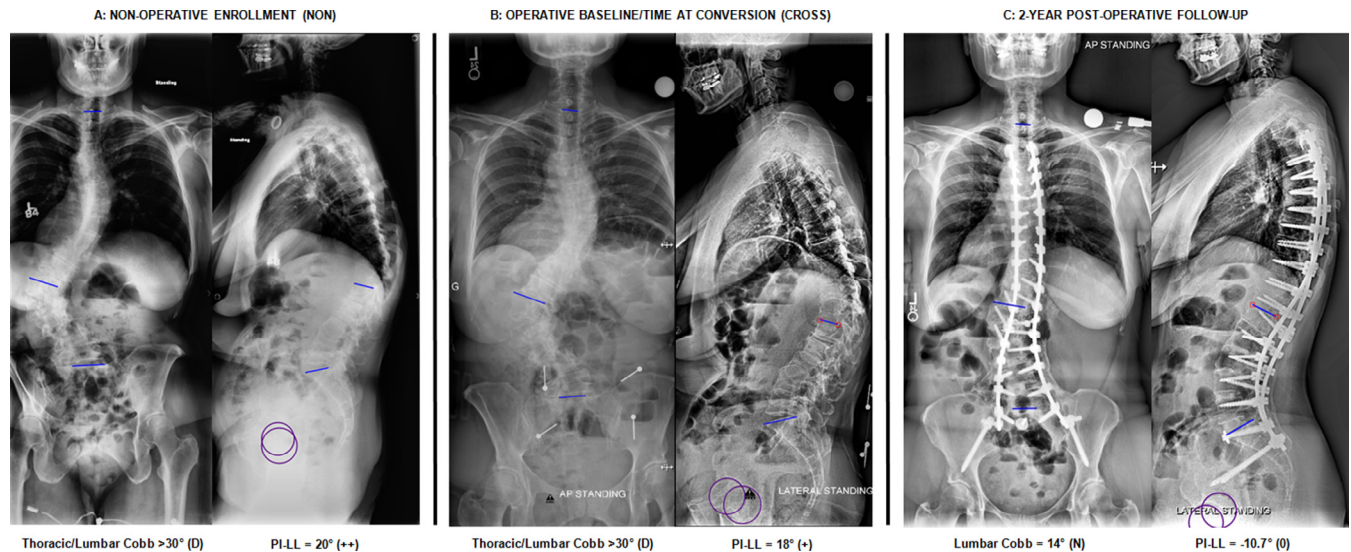 A: NON-OPERATIVE ENROLLMENT (NON)
B: OPERATIVE BASELINE/TIME AT CONVERSION (CROSS)
C: 2-YEAR POST-OPERATIVE FOLLOW-UP
Standing
Standing
L
AP STANDING
G
AP STANDING
LATERAL STANDING
LATERAL STANDING
Thoracic/Lumbar Cobb >30° (D)
PI-LL = 20° (++)
Thoracic/Lumbar Cobb >30° (D)
PI-LL = 18° (+)
Lumbar Cobb = 14° (N)
PI-LL = -10.7° (0)